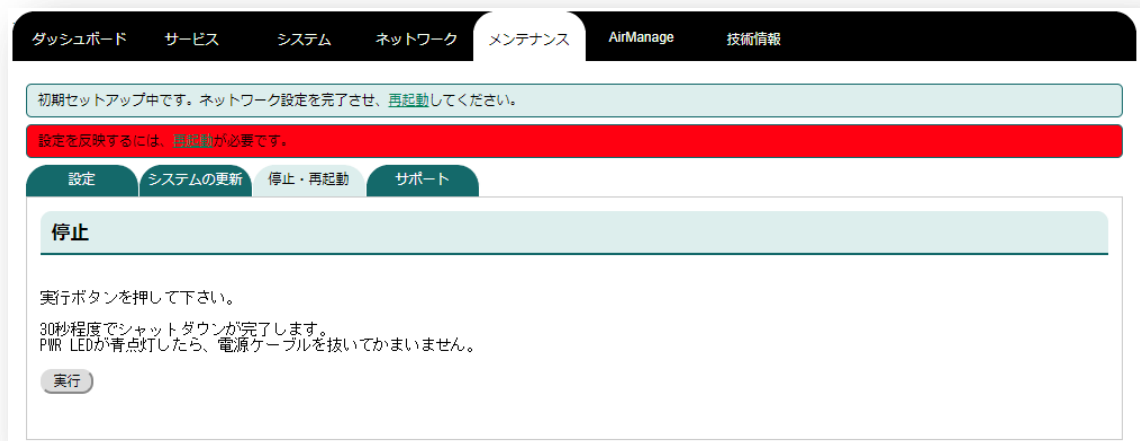 ダッシュボード サービス システム ネットワーク メンテナンス AirManage 技術情報
初期セットアップ中です。ネットワーク設定を完了させ、再起動してください。
設定を反映するには、再起動が必要です。
設定 システムの更新 停止・再起動 サポート
停止
実行ボタンを押して下さい。
30秒程度でシャットダウンが完了します。
PWR LEDが青点灯したら、電源ケーブルを抜いてかまいません。
実行